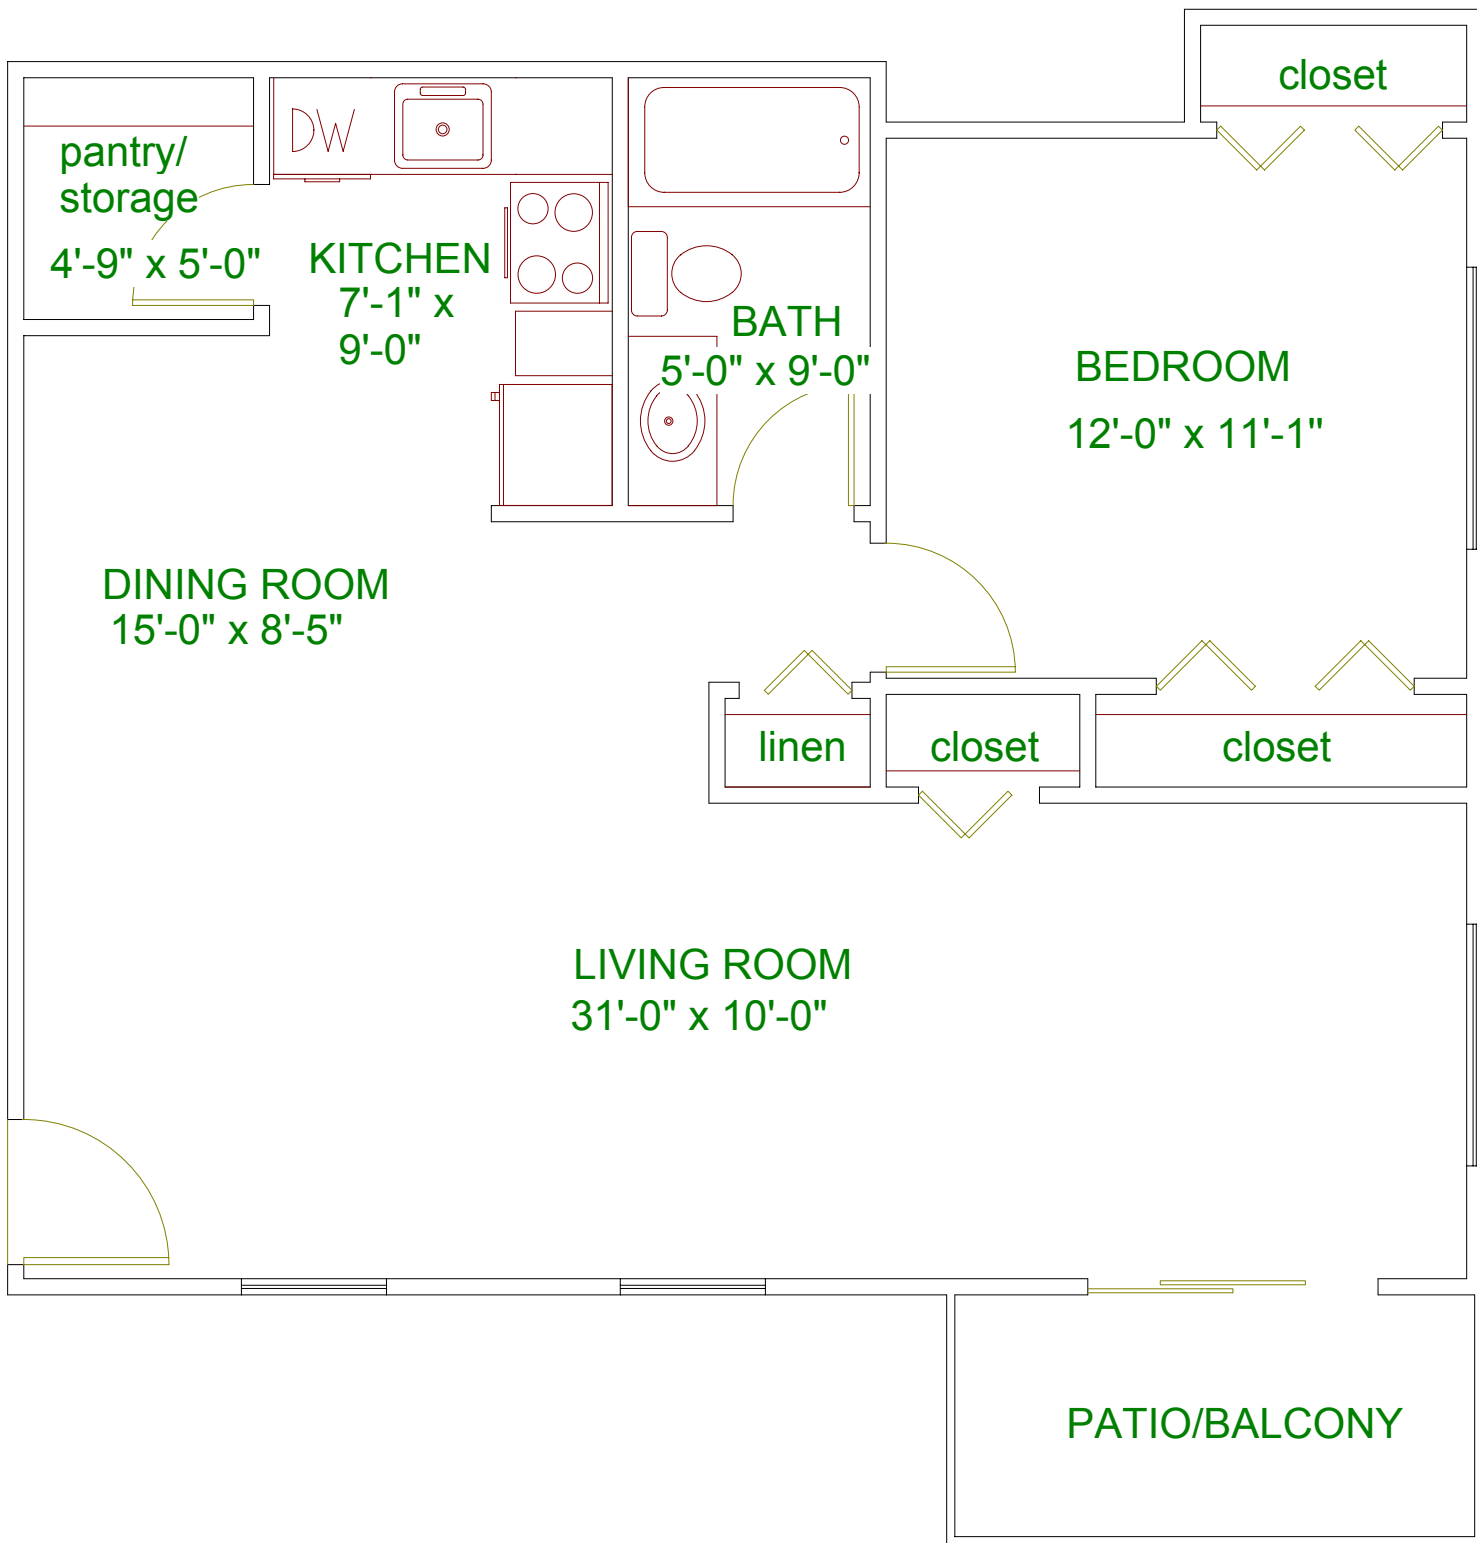 closet
DW
pantry/
storage
4'-9" x 5'-0"
KITCHEN
7'-1" x
9'-0"
BATH
5'-0" x 9'-0"
BEDROOM
12'-0" x 11'-1"
DINING ROOM
15'-0" x 8'-5"
linen
closet
closet
LIVING ROOM
31'-0" x 10'-0"
PATIO/BALCONY